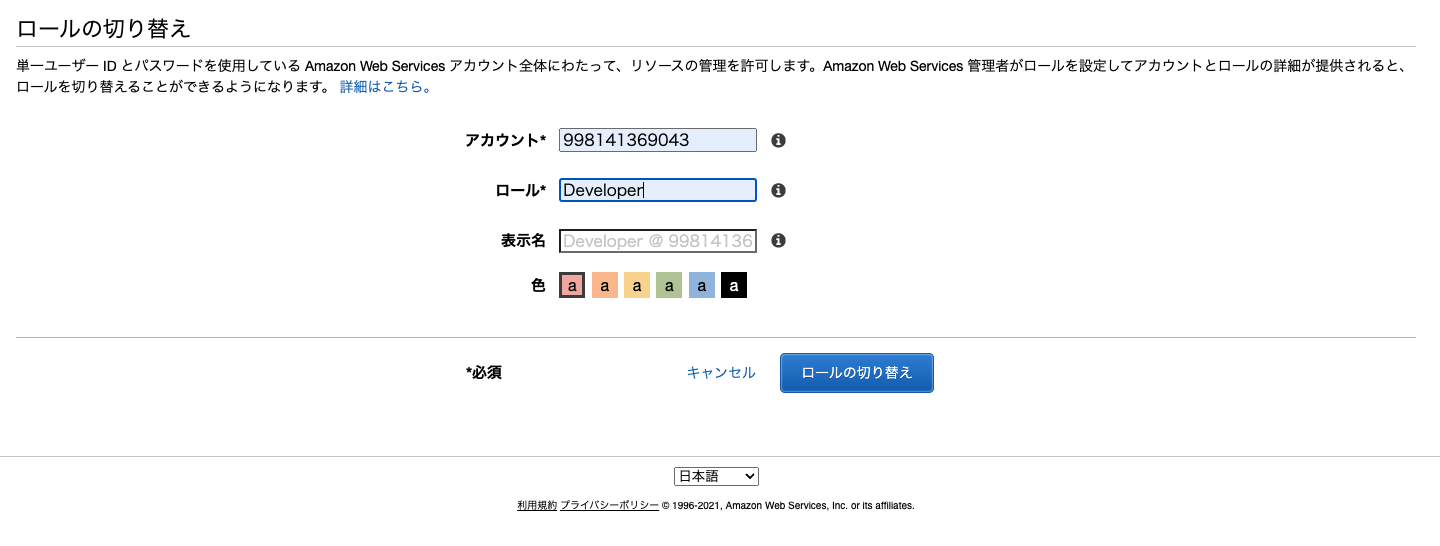 ロールの切り替え
単一ユーザー ID とパスワードを使用している Amazon Web Services アカウント全体にわたって、リソースの管理を許可します。Amazon Web Services 管理者がロールを設定してアカウントとロールの詳細が提供されると、
ロールを切り替えることができるようになります。 詳細はこちら。
アカウント* 998141369043
ロール* Developer
表示名 Developer @ 99814136
色 a a a a a a
*必須 キャンセル ロールの切り替え
日本語
利用規約 プライバシーポリシー © 1996-2021, Amazon Web Services, Inc. or its affiliates.